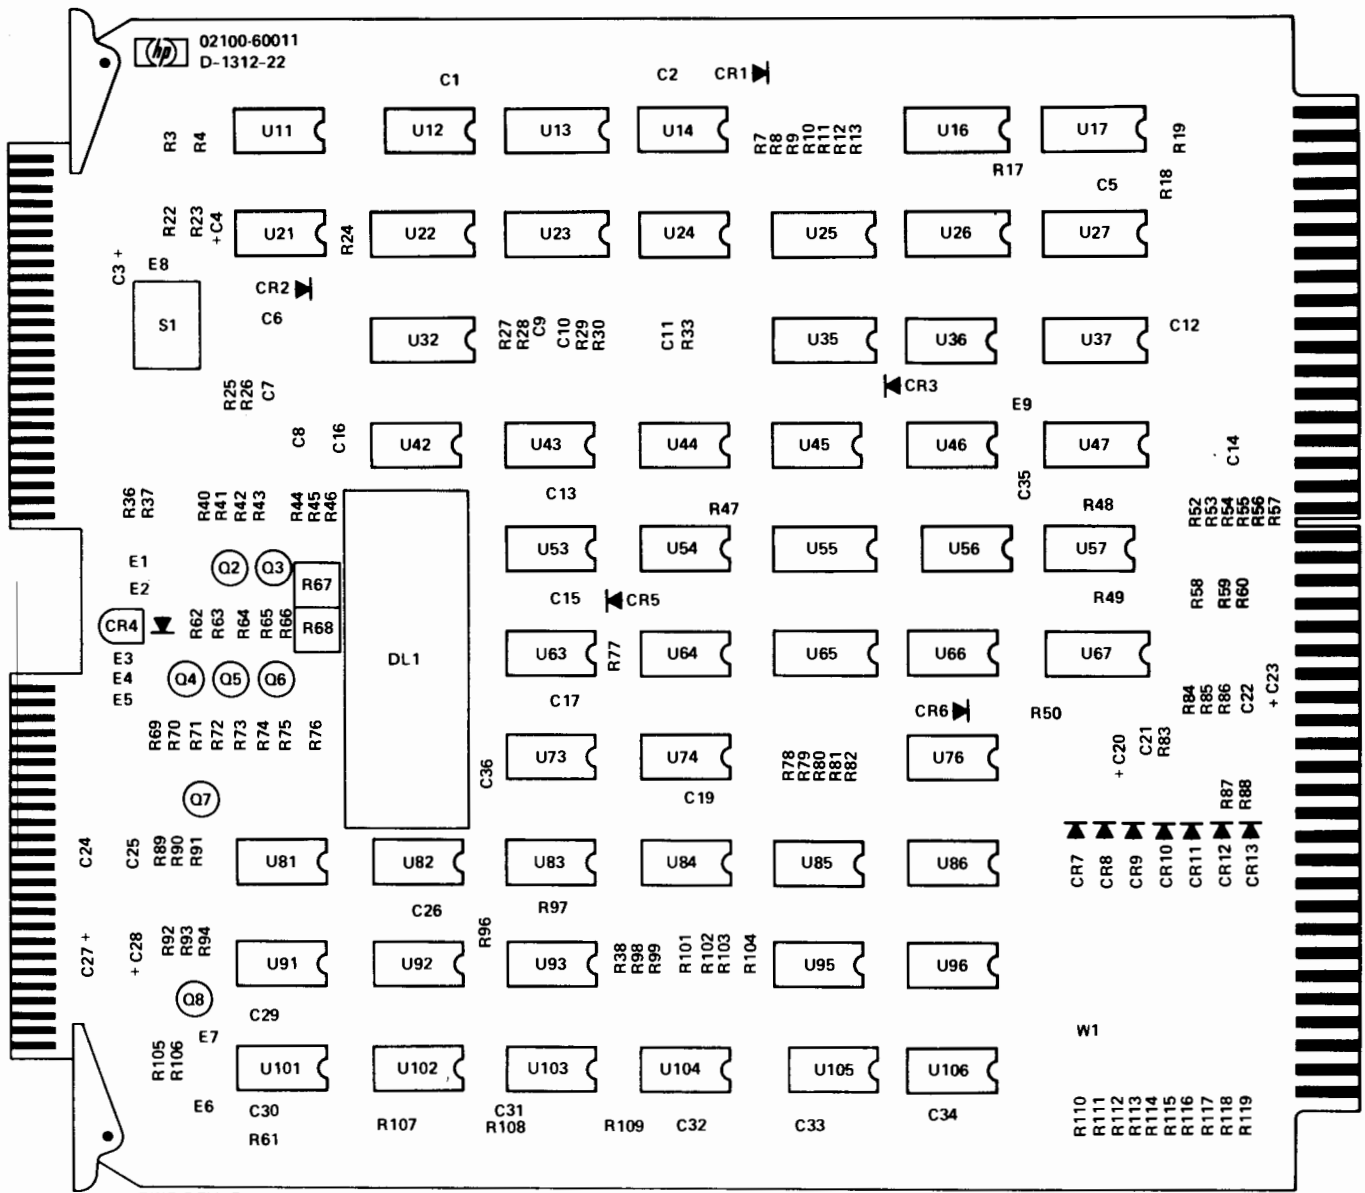 hp 02100-60011
D-1312-22
C1
C2
CR1
R3
R4
U11
U12
U13
U14
R7
R8
R9
R10
R11
R12
R13
U16
U17
R19
R17
C5
R18
R22
R23
+C4
U21
R24
U22
U23
U24
U25
U26
U27
C3 +
E8
CR2
S1
C6
U32
R27
R28
C9
C10
R29
R30
C11
R33
U35
U36
U37
C12
CR3
R25
R26
C7
E9
C8
C16
U42
U43
U44
U45
U46
U47
C14
C13
C35
R36
R37
R40
R41
R42
R43
R44
R45
R46
R47
R48
R52
R53
R54
R55
R56
R57
U53
U54
U55
U56
U57
E1
Q2
Q3
R67
E2
C15
CR5
R49
R58
R59
R60
CR4
R62
R63
R64
R65
R66
R68
DL1
U63
R77
U64
U65
U66
U67
E3
E4
E5
Q4
Q5
Q6
C17
CR6
R50
R84
R85
R86
C22
+ C23
R69
R70
R71
R72
R73
R74
R75
R76
C36
U73
U74
R78
R79
R80
R81
R82
U76
+ C20
C21
R83
Q7
C19
R87
R88
C24
C25
R89
R90
R91
U81
U82
U83
U84
U85
U86
CR7
CR8
CR9
CR10
CR11
CR12
CR13
C26
R97
C27 +
+ C28
R92
R93
R94
U91
U92
R96
U93
R38
R98
R99
R101
R102
R103
R104
U95
U96
Q8
C29
E7
W1
R105
R106
U101
U102
U103
U104
U105
U106
E6
C30
R61
R107
C31
R108
R109
C32
C33
C34
R110
R111
R112
R113
R114
R115
R116
R117
R118
R119